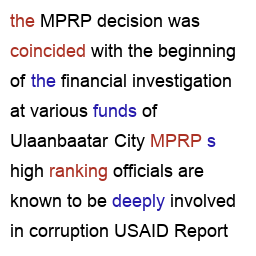 the MPRP decision was
coincided with the beginning
of the financial investigation
at various funds of
Ulaanbaatar City MPRP s
high ranking officials are
known to be deeply involved
in corruption USAID Report